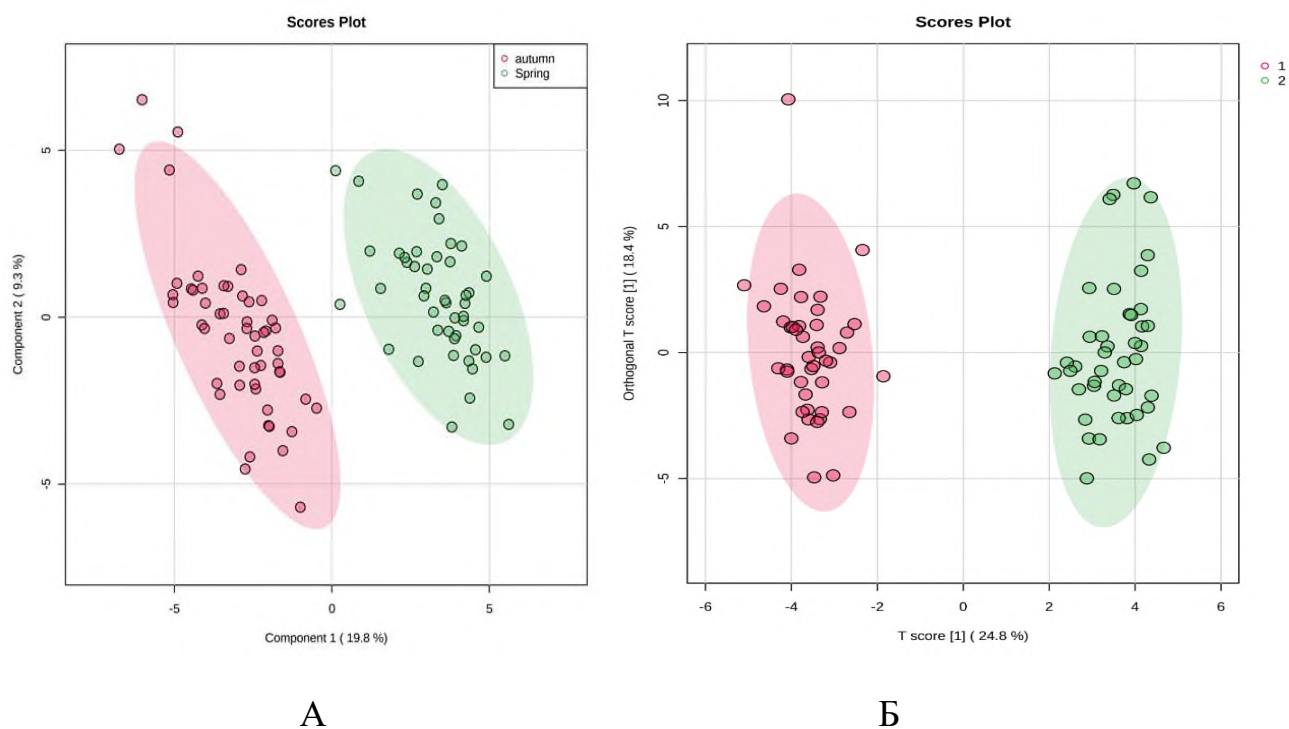 Scores Plot
autumn
Spring
5
0
-5
Component 2 ( 9.3 %)
-5
0
5
Component 1 ( 19.8 %)
А
Scores Plot
1
2
10
5
0
-5
Orthogonal T score [1] ( 18.4 %)
-6
-4
-2
0
2
4
6
T score [1] ( 24.8 %)
Б